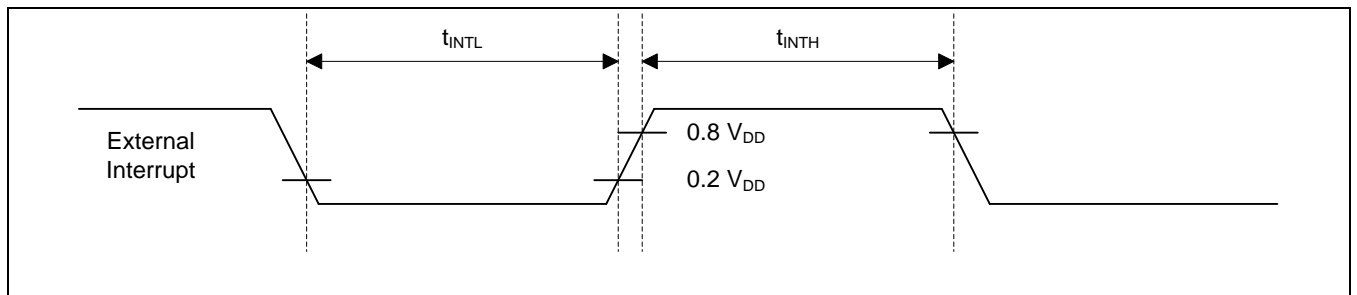 tINTL
tINTH
External
Interrupt
0.8 VDD
0.2 VDD